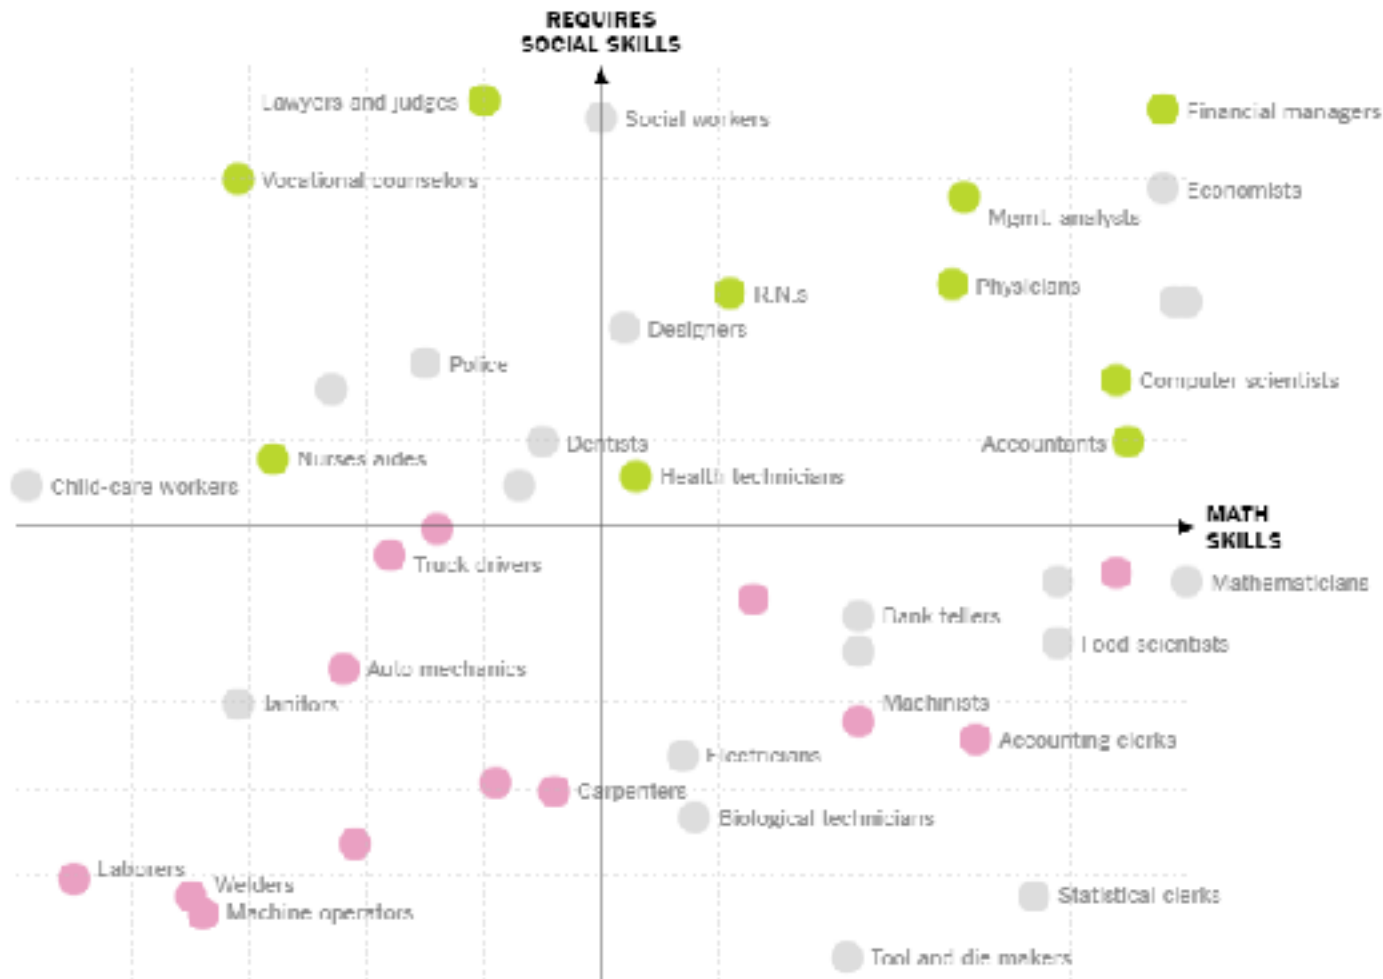 REQUIRES
SOCIAL SKILLS
Lawyers and judges
Social workers
Financial managers
Vocational counselors
Economists
Mgmt. analysts
Physicians
R.N.s
Designers
Police
Computer scientists
Dentists
Accountants
Nurses aides
Health technicians
Child-care workers
MATH
SKILLS
Truck drivers
Mathematicians
Bank tellers
Food scientists
Auto mechanics
Janitors
Machinists
Accounting clerks
Electricians
Carpenters
Biological technicians
Laborers
Welders
Machine operators
Statistical clerks
Tool and die makers